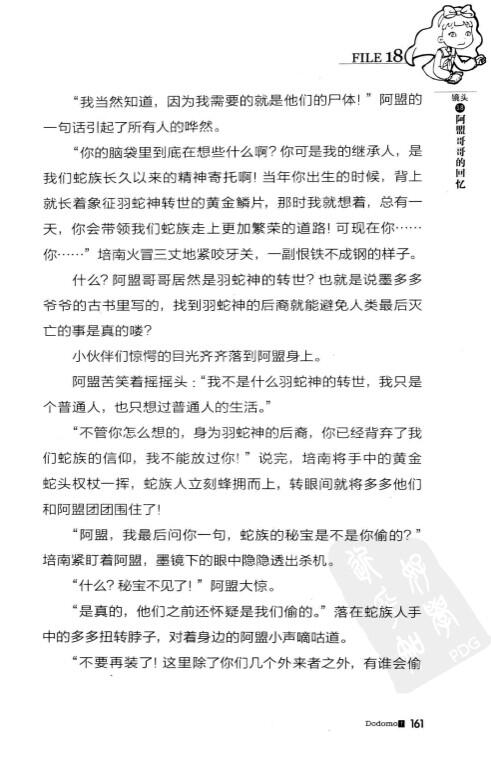 FILE 18
镜头
18
阿盟哥哥的回忆
“我当然知道，因为我需要的就是他们的尸体！”阿盟的
一句话引起了所有人的哗然。
“你的脑袋里到底在想些什么啊？你可是我的继承人，是
我们蛇族长久以来的精神寄托啊！当年你出生的时候，背上
就长着象征羽蛇神转世的黄金鳞片，那时我就想着，总有一
天，你会带领我们蛇族走上更加繁荣的道路！可现在你……
你……”培南火冒三丈地紧咬牙关，一副恨铁不成钢的样子。
什么？阿盟哥哥居然是羽蛇神的转世？也就是说墨多多
爷爷的古书里写的，找到羽蛇神的后裔就能避免人类最后灭
亡的事是真的喽？
小伙伴们惊愕的目光齐齐落到阿盟身上。
阿盟苦笑着摇摇头：“我不是什么羽蛇神的转世，我只是
个普通人，也只想过普通人的生活。”
“不管你怎么想的，身为羽蛇神的后裔，你已经背弃了我
们蛇族的信仰，我不能放过你！”说完，培南将手中的黄金
蛇头权杖一挥，蛇族人立刻蜂拥而上，转眼间就将多多他们
和阿盟团团围住了！
“阿盟，我最后问你一句，蛇族的秘宝是不是你偷的？”
培南紧盯着阿盟，墨镜下的眼中隐隐透出杀机。
“什么？秘宝不见了！”阿盟大惊。
“是真的，他们之前还怀疑是我们偷的。”落在蛇族人手
中的多多扭转脖子，对着身边的阿盟小声嘀咕道。
“不要再装了！这里除了你们几个外来者之外，有谁会偷
PDG
Dodomo 161